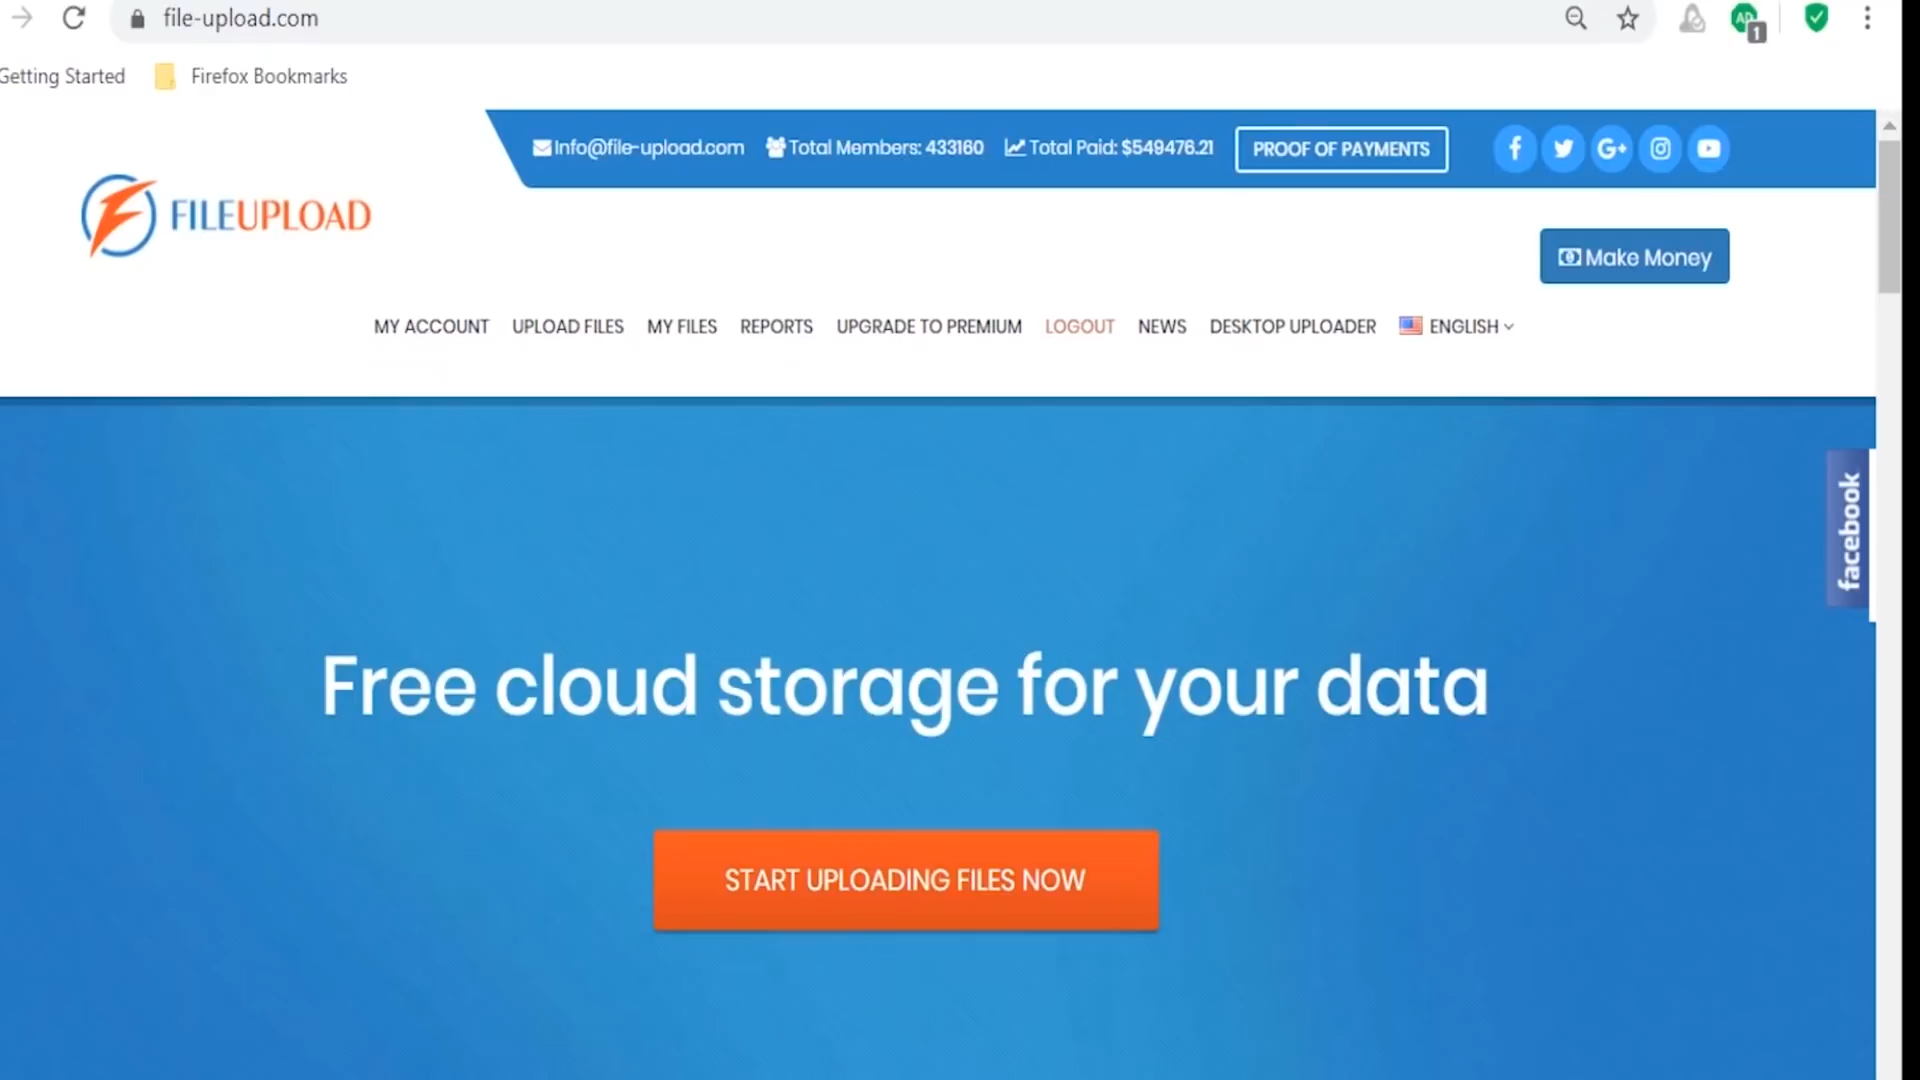 file-upload.com
Getting Started Firefox Bookmarks
Info@file-upload.com Total Members: 433160 Total Paid: $549476.21 PROOF OF PAYMENTS
FILEUPLOAD
Make Money
MY ACCOUNT UPLOAD FILES MY FILES REPORTS UPGRADE TO PREMIUM LOGOUT NEWS DESKTOP UPLOADER ENGLISH
facebook
Free cloud storage for your data
START UPLOADING FILES NOW